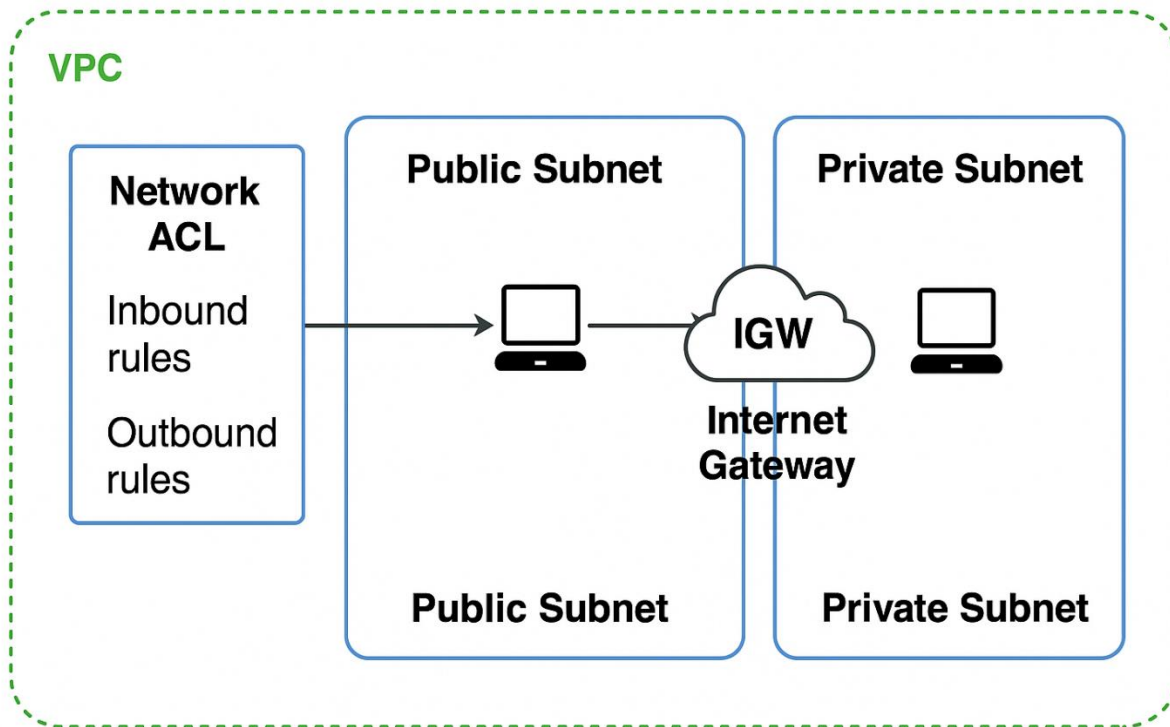 VPC
Network
ACL
Inbound
rules
Outbound
rules
Public Subnet
Private Subnet
IGW
Internet
Gateway
Public Subnet
Private Subnet